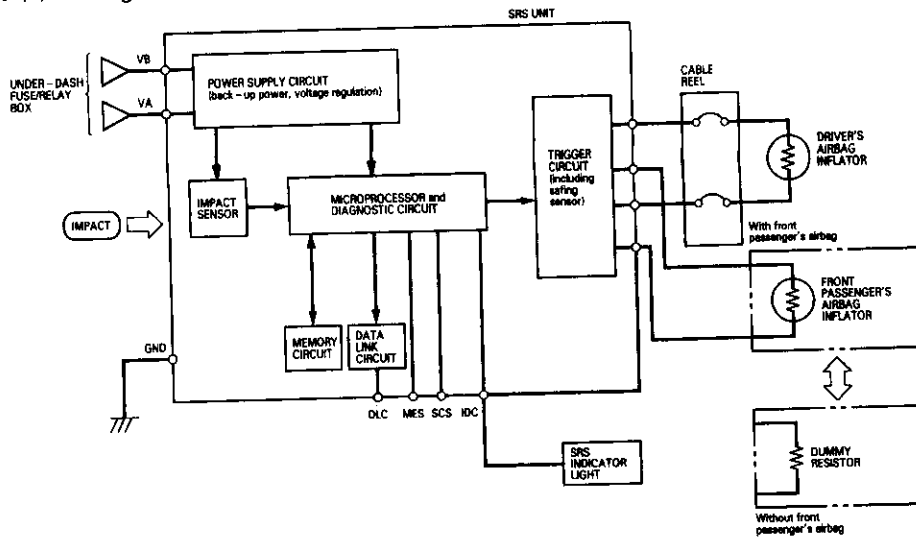 SRS UNIT
VB
UNDER-DASH
FUSE/RELAY
BOX
VA
POWER SUPPLY CIRCUIT
(back-up power, voltage regulation)
CABLE
REEL
TRIGGER
CIRCUIT
(including
safing
sensor)
DRIVER'S
AIRBAG
INFLATOR
IMPACT
SENSOR
MICROPROCESSOR and
DIAGNOSTIC CIRCUIT
IMPACT
With front
passenger's airbag
FRONT
PASSENGER'S
AIRBAG
INFLATOR
GND
MEMORY
CIRCUIT
DATA
LINK
CIRCUIT
DLC
MES
SCS
IDC
SRS
INDICATOR
LIGHT
DUMMY
RESISTOR
Without front
passenger's airbag